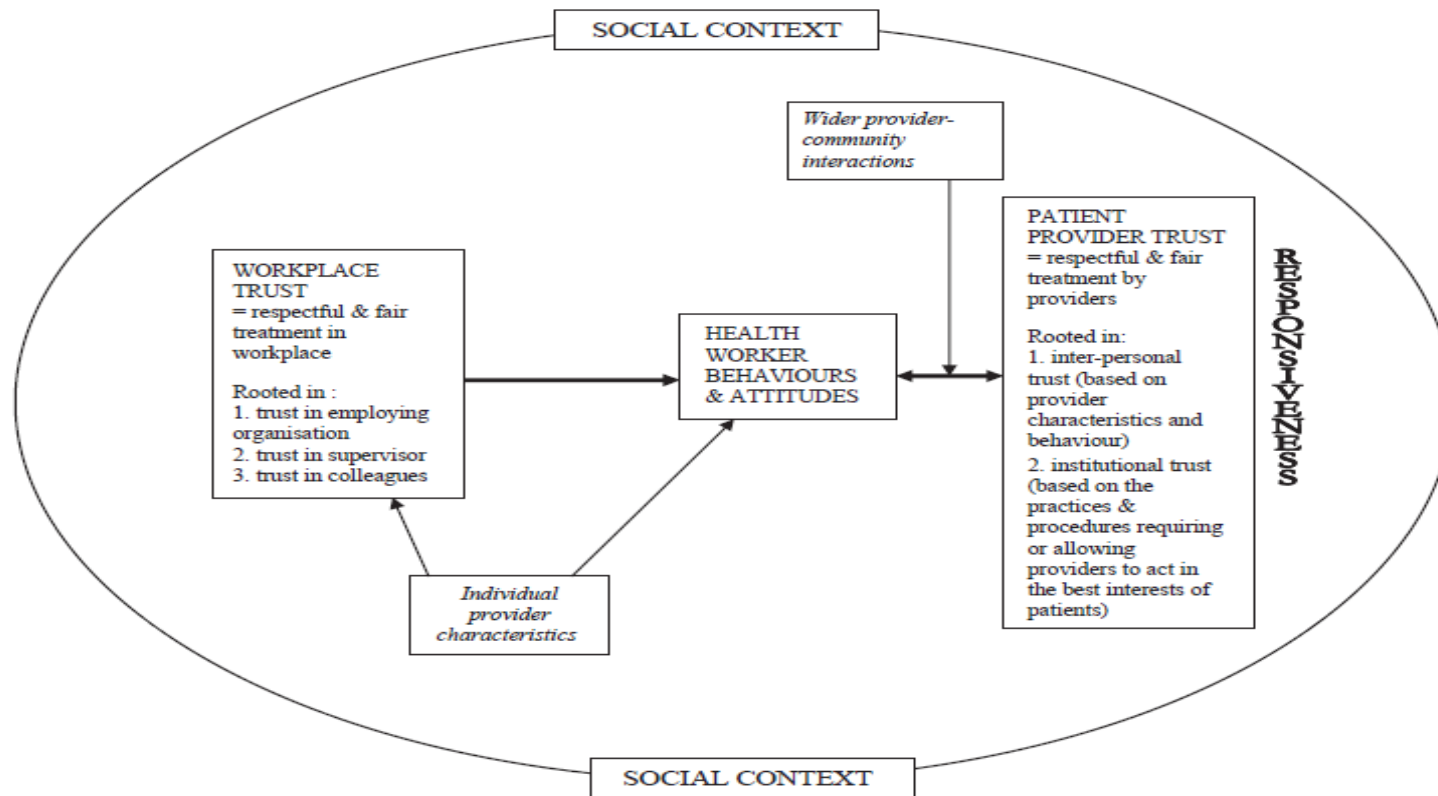 SOCIAL CONTEXT
Wider provider-
community
interactions
WORKPLACE
TRUST
= respectful & fair
treatment in
workplace
Rooted in :
1. trust in employing
organisation
2. trust in supervisor
3. trust in colleagues
HEALTH
WORKER
BEHAVIOURS
& ATTITUDES
PATIENT
PROVIDER TRUST
= respectful & fair
treatment by
providers
Rooted in:
1. inter-personal
trust (based on
provider
characteristics and
behaviour)
2. institutional trust
(based on the
practices &
procedures requiring
or allowing
providers to act in
the best interests of
patients)
RESPONSIVENESS
Individual
provider
characteristics
SOCIAL CONTEXT